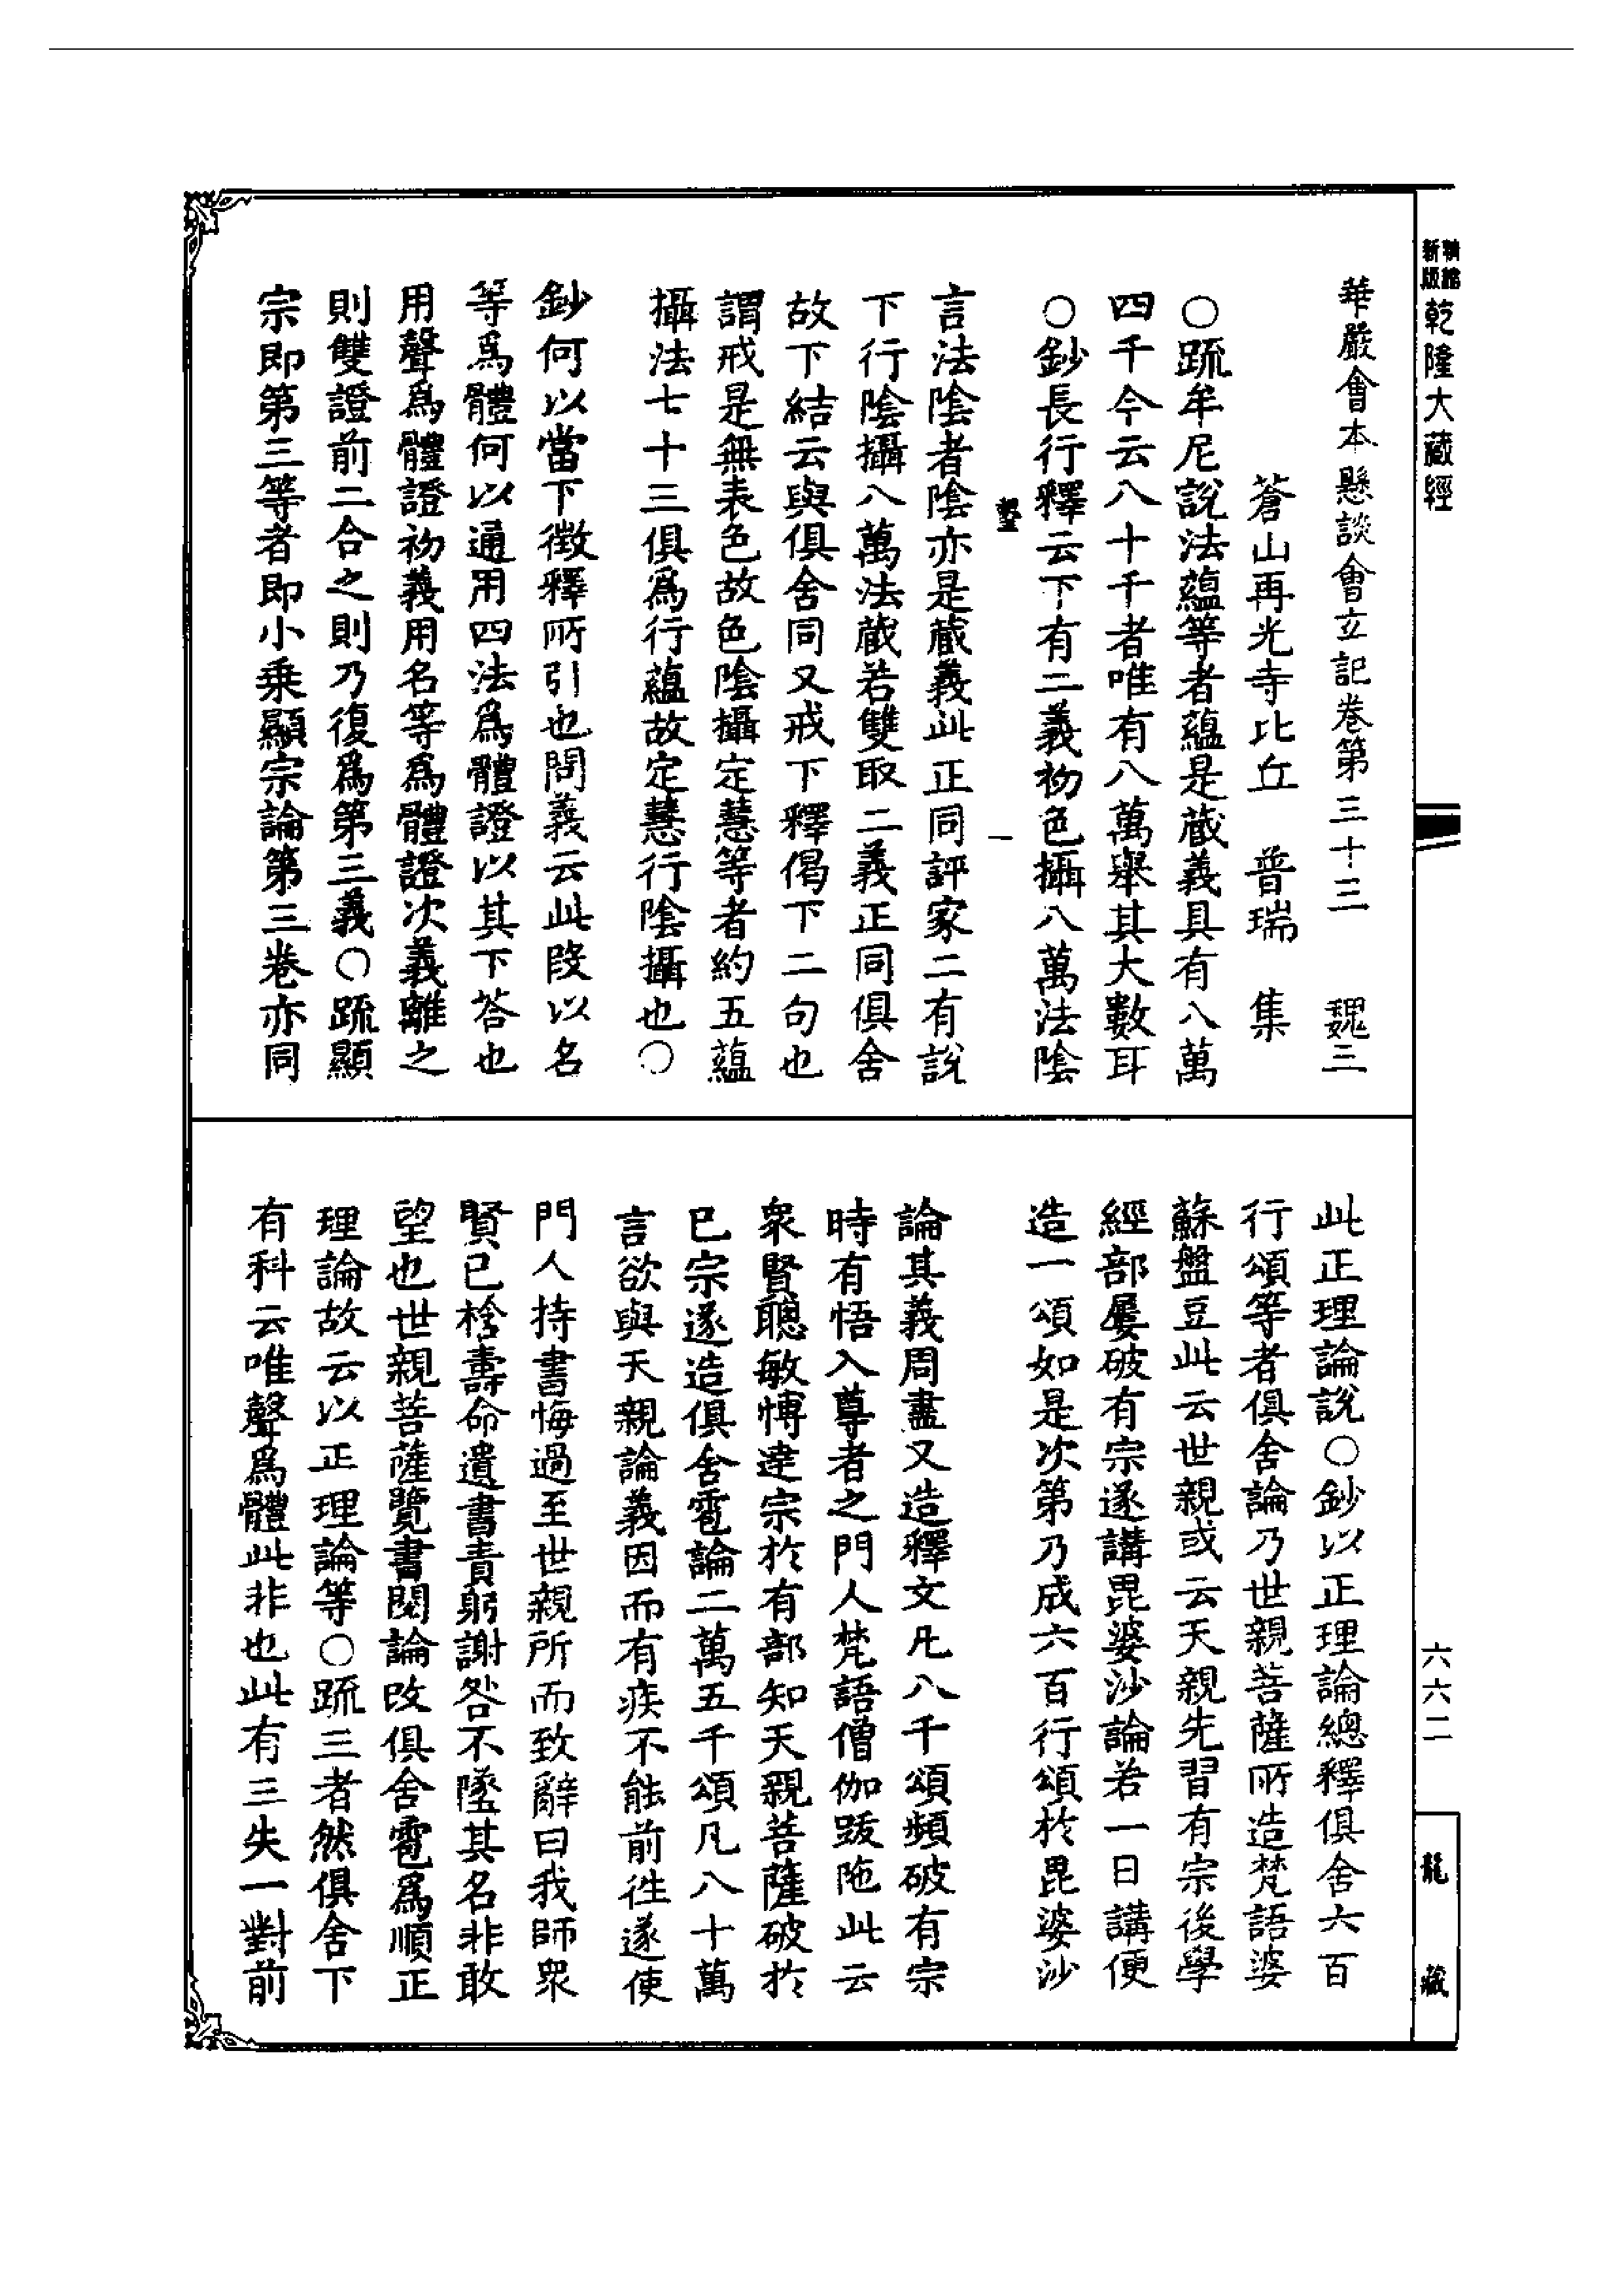 新版
精縮
乾隆大藏經
六六二
龍藏
華嚴會本懸談會玄記卷第三十三　魏三
蒼山再光寺比丘　普瑞　集
○疏牟尼說法蘊等者蘊是藏義具有八萬
四千今云八十千者唯有八萬舉其大數耳
○鈔長行釋云下有二義初色攝八萬法陰
一
言法陰者陰亦是藏義此正同評家二有說
下行陰攝八萬法藏若雙取二義正同俱舍
故下結云與俱舍同又戒下釋偈下二句也
謂戒是無表色故色陰攝定慧等者約五蘊
攝法七十三俱爲行蘊故定慧行陰攝也○
鈔何以當下徵釋所引也問義云此段以名
等爲體何以通用四法爲體證以其下荅也
用聲爲體證初義用名等爲體證次義離之
則雙證前二合之則乃復爲第三義○疏顯
宗即第三等者即小乘顯宗論第三卷亦同
此正理論說○鈔以正理論總釋俱舍六百
行頌等者俱舍論乃世親菩薩所造梵語婆
蘇盤豆此云世親或云天親先習有宗後學
經部屢破有宗遂講毘婆沙論若一日講便
造一頌如是次第乃成六百行頌於毘婆沙
論其義周盡又造釋文凡八千頌頻破有宗
時有悟入尊者之門人梵語僧伽跋陁此云
衆賢聰敏博達宗於有部知天親菩薩破於
巳宗遂造俱舍雹論二萬五千頌凡八十萬
言欲與天親論義因而有疾不能前徃遂使
門人持書悔過至世親所而致辭曰我師衆
賢已捨壽命遺書責躬謝咎不墜其名非敢
望也世親菩薩覽書閱論改俱舍雹爲順正
理論故云以正理論等○疏三者然俱舍下
有科云唯聲爲體此非也此有三失一對前